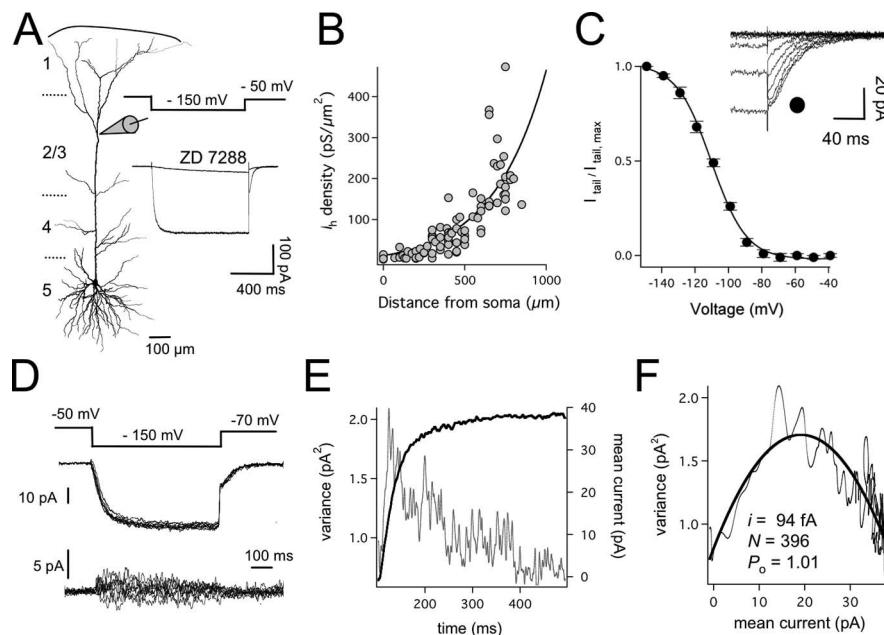 A
1
2/3
4
5
- 50 mV
- 150 mV
ZD 7288
100 pA
400 ms
100 µm
B
Ih density (pS/µm²)
400
300
200
100
0
500
1000
Distance from soma (µm)
C
I tail / I tail, max
1.0
0.5
0.0
-140
-120
-100
-80
-60
-40
Voltage (mV)
20 pA
40 ms
D
-50 mV
- 150 mV
-70 mV
10 pA
100 ms
5 pA
E
variance (pA²)
2.0
1.5
1.0
200
300
400
time (ms)
40
30
20
10
0
mean current (pA)
F
variance (pA²)
2.0
1.5
1.0
i = 94 fA
N = 396
Po = 1.01
0
10
20
30
mean current (pA)